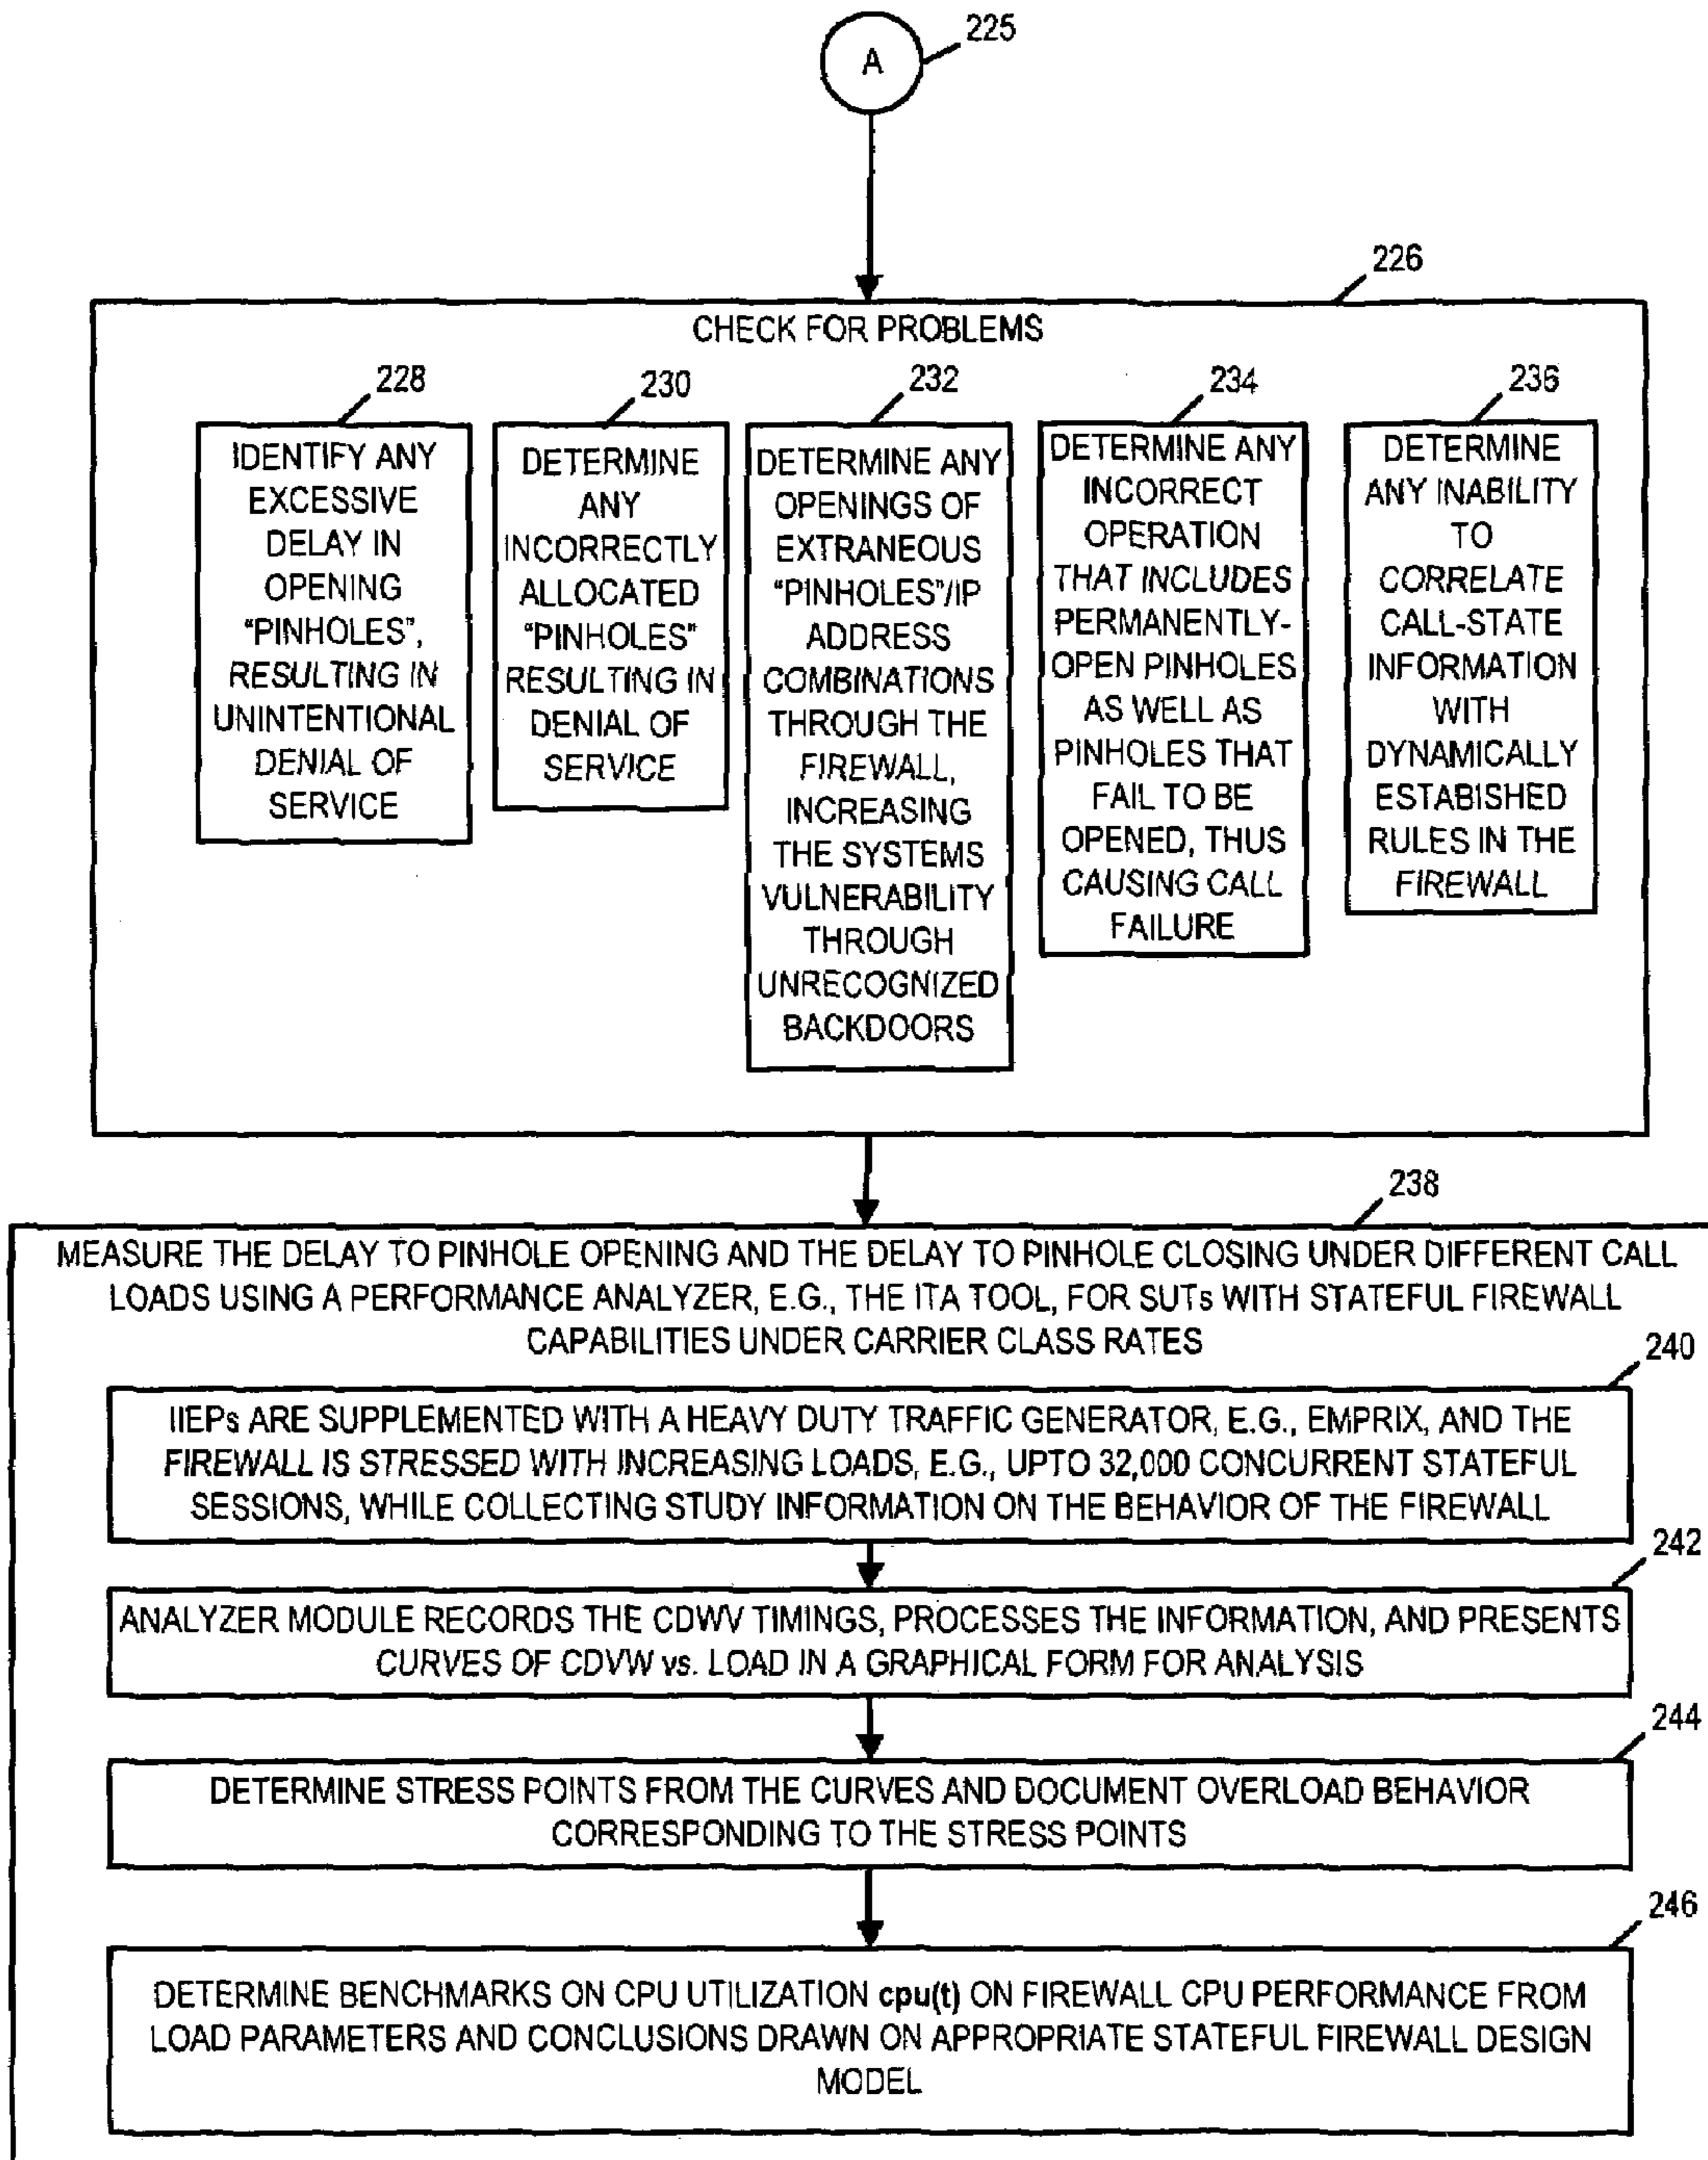 225
A
226
CHECK FOR PROBLEMS
228
IDENTIFY ANY
EXCESSIVE
DELAY IN
OPENING
"PINHOLES",
RESULTING IN
UNINTENTIONAL
DENIAL OF
SERVICE
230
DETERMINE
ANY
INCORRECTLY
ALLOCATED
"PINHOLES"
RESULTING IN
DENIAL OF
SERVICE
232
DETERMINE ANY
OPENINGS OF
EXTRANEOUS
"PINHOLES"/IP
ADDRESS
COMBINATIONS
THROUGH THE
FIREWALL,
INCREASING
THE SYSTEMS
VULNERABILITY
THROUGH
UNRECOGNIZED
BACKDOORS
234
DETERMINE ANY
INCORRECT
OPERATION
THAT INCLUDES
PERMANENTLY-
OPEN PINHOLES
AS WELL AS
PINHOLES THAT
FAIL TO BE
OPENED, THUS
CAUSING CALL
FAILURE
236
DETERMINE
ANY INABILITY
TO
CORRELATE
CALL-STATE
INFORMATION
WITH
DYNAMICALLY
ESTABISHED
RULES IN THE
FIREWALL
238
MEASURE THE DELAY TO PINHOLE OPENING AND THE DELAY TO PINHOLE CLOSING UNDER DIFFERENT CALL
LOADS USING A PERFORMANCE ANALYZER, E.G., THE ITA TOOL, FOR SUTs WITH STATEFUL FIREWALL
CAPABILITIES UNDER CARRIER CLASS RATES
240
IIEPs ARE SUPPLEMENTED WITH A HEAVY DUTY TRAFFIC GENERATOR, E.G., EMPRIX, AND THE
FIREWALL IS STRESSED WITH INCREASING LOADS, E.G., UPTO 32,000 CONCURRENT STATEFUL
SESSIONS, WHILE COLLECTING STUDY INFORMATION ON THE BEHAVIOR OF THE FIREWALL
242
ANALYZER MODULE RECORDS THE CDWV TIMINGS, PROCESSES THE INFORMATION, AND PRESENTS
CURVES OF CDVW vs. LOAD IN A GRAPHICAL FORM FOR ANALYSIS
244
DETERMINE STRESS POINTS FROM THE CURVES AND DOCUMENT OVERLOAD BEHAVIOR
CORRESPONDING TO THE STRESS POINTS
246
DETERMINE BENCHMARKS ON CPU UTILIZATION cpu(t) ON FIREWALL CPU PERFORMANCE FROM
LOAD PARAMETERS AND CONCLUSIONS DRAWN ON APPROPRIATE STATEFUL FIREWALL DESIGN
MODEL